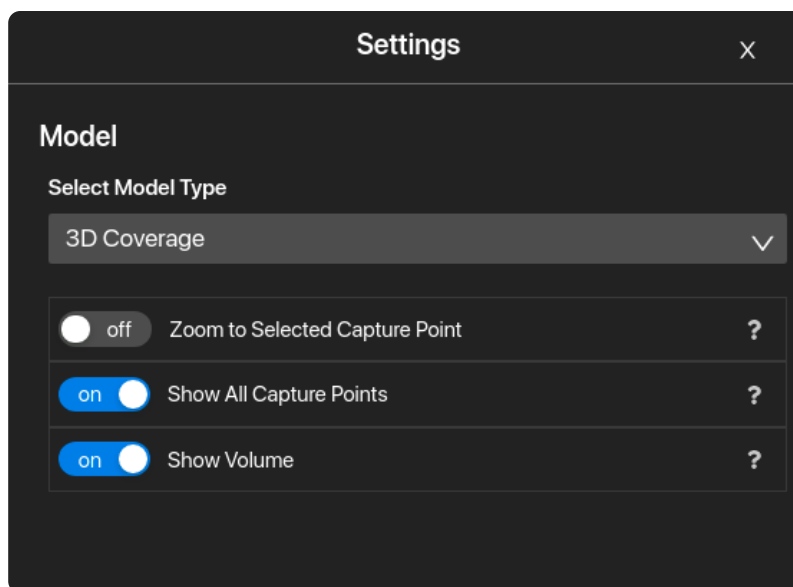 Settings
X
Model
Select Model Type
3D Coverage
off Zoom to Selected Capture Point ?
on Show All Capture Points ?
on Show Volume ?